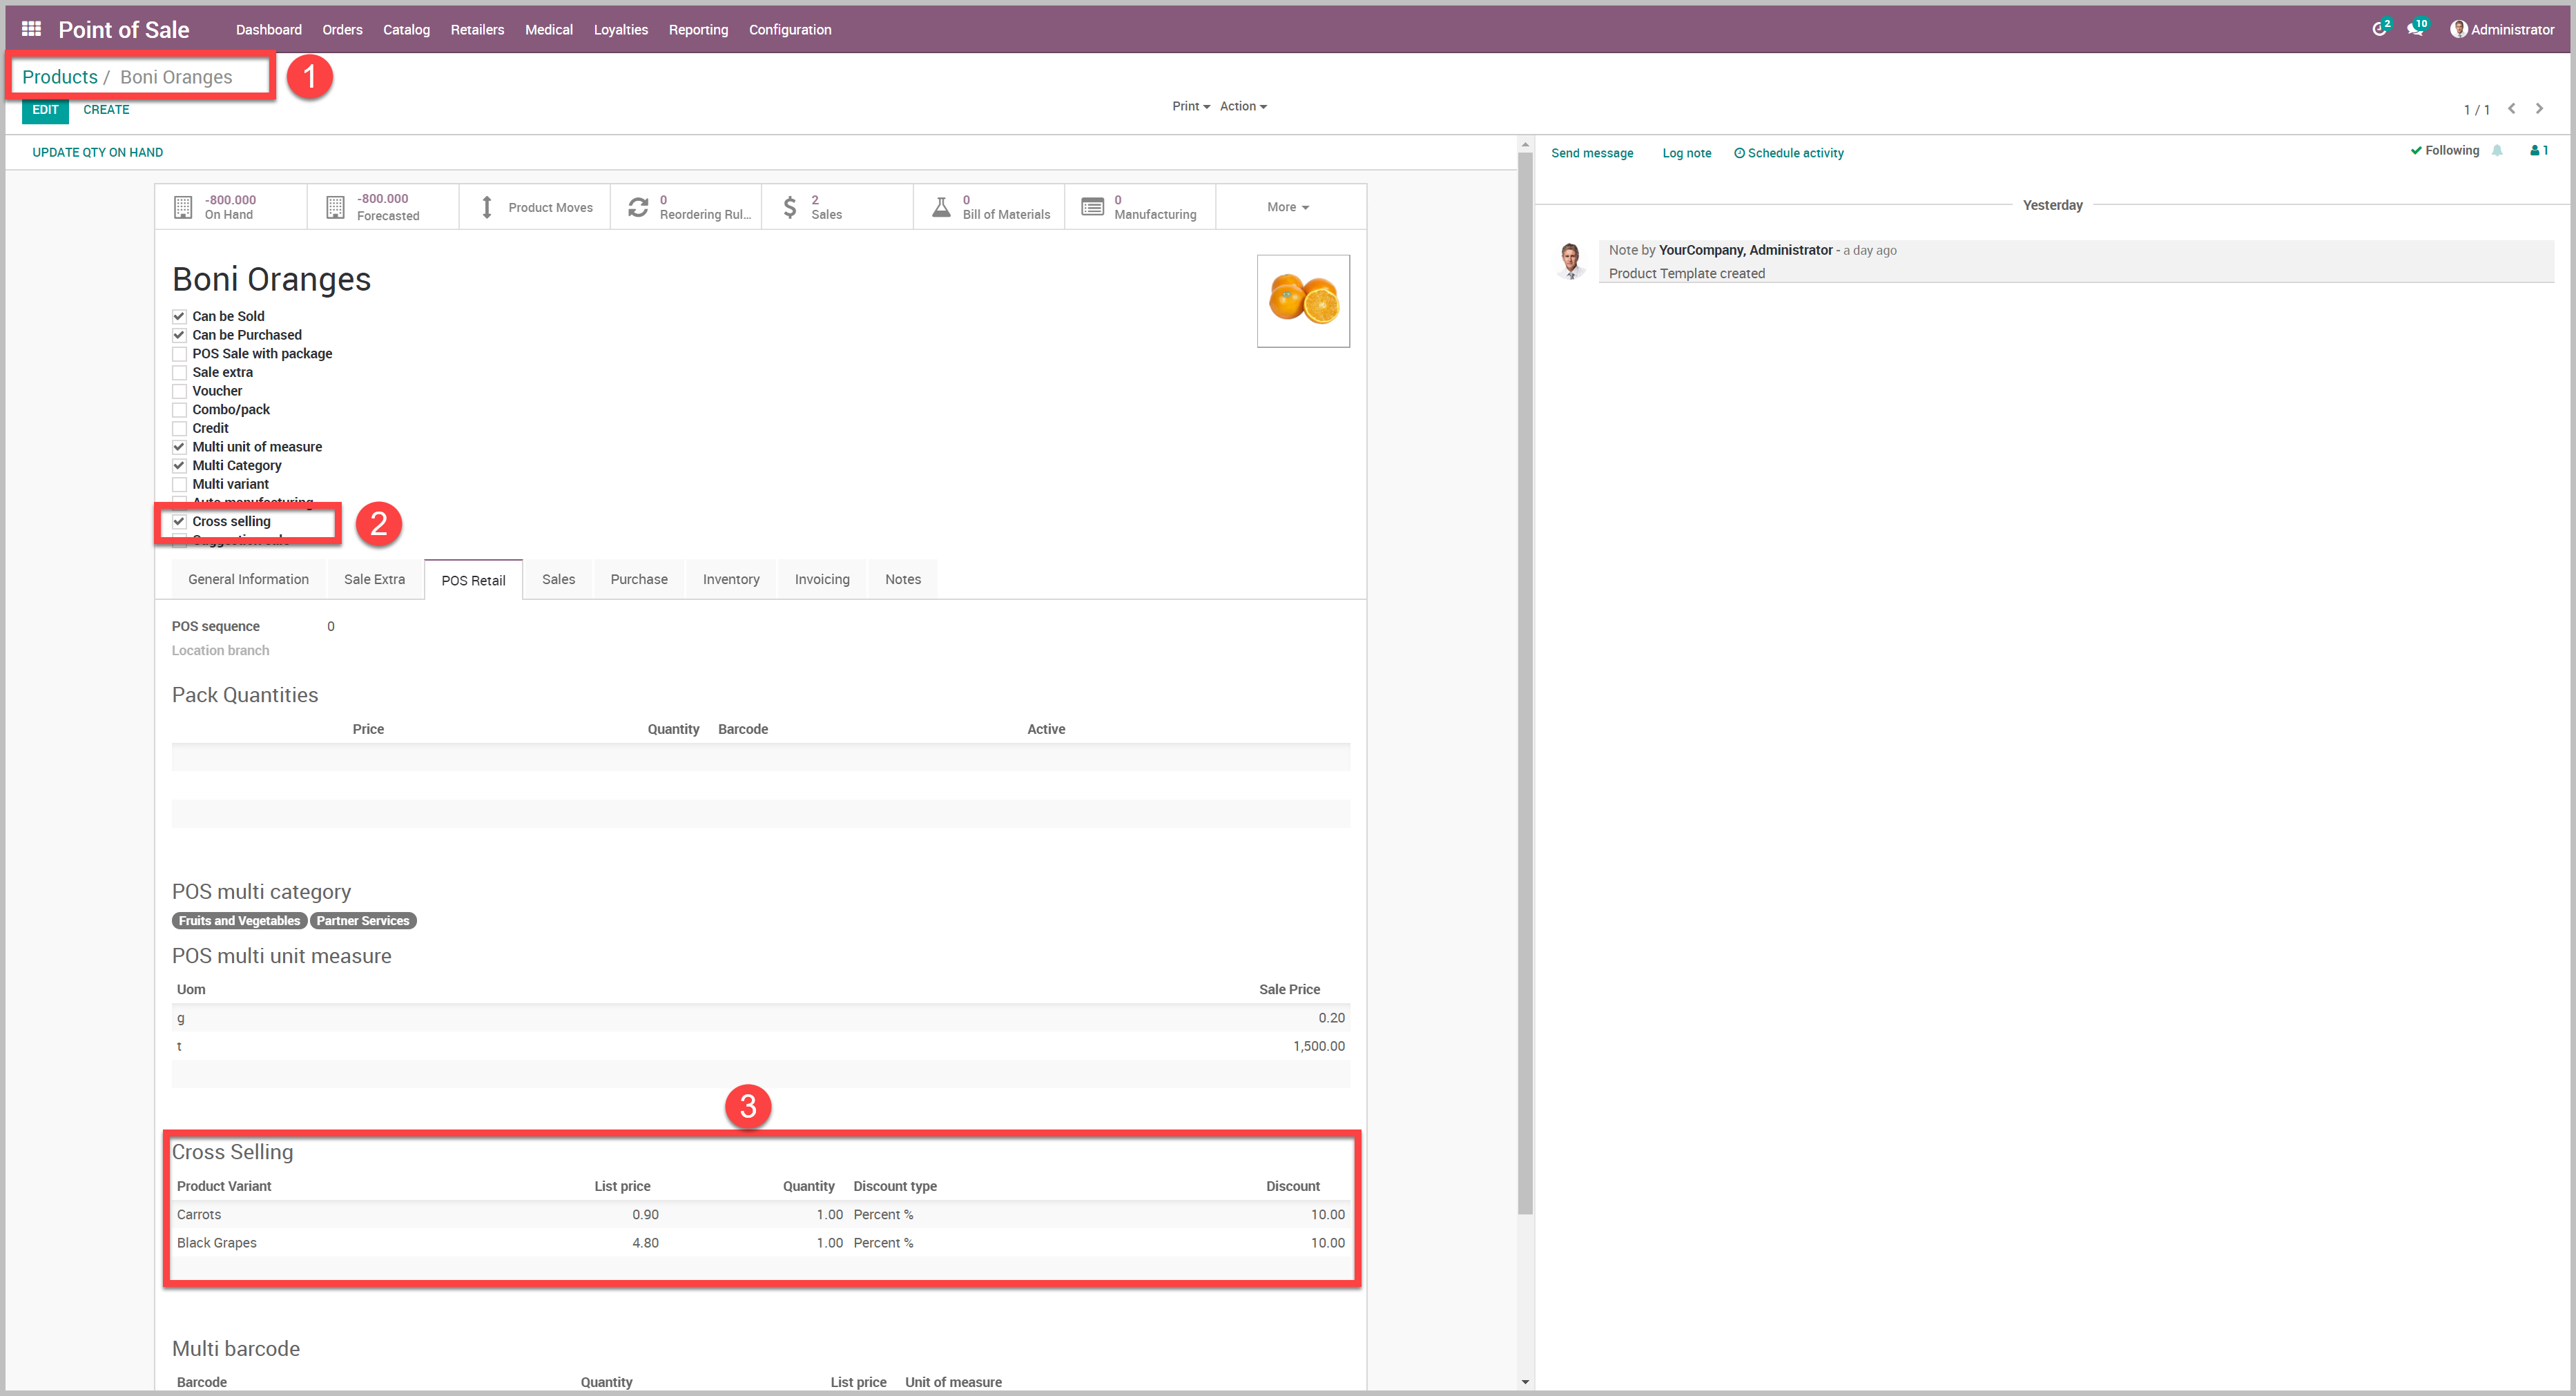 Point of Sale Dashboard Orders Catalog Retailers Medical Loyalties Reporting Configuration 2 10 Administrator
Products / Boni Oranges 1
EDIT CREATE Print Action 1 / 1
UPDATE QTY ON HAND
Send message Log note Schedule activity Following 1
-800.000 On Hand
-800.000 Forecasted
Product Moves
0 Reordering Rul...
2 Sales
0 Bill of Materials
0 Manufacturing
More
Yesterday
Note by YourCompany, Administrator - a day ago
Product Template created
Boni Oranges
Can be Sold
Can be Purchased
POS Sale with package
Sale extra
Voucher
Combo/pack
Credit
Multi unit of measure
Multi Category
Multi variant
Auto manufacturing
Cross selling 2
General Information Sale Extra POS Retail Sales Purchase Inventory Invoicing Notes
POS sequence 0
Location branch
Pack Quantities
Price Quantity Barcode Active
POS multi category
Fruits and Vegetables Partner Services
POS multi unit measure
Uom Sale Price
g 0.20
t 1,500.00
3
Cross Selling
Product Variant List price Quantity Discount type Discount
Carrots 0.90 1.00 Percent % 10.00
Black Grapes 4.80 1.00 Percent % 10.00
Multi barcode
Barcode Quantity List price Unit of measure